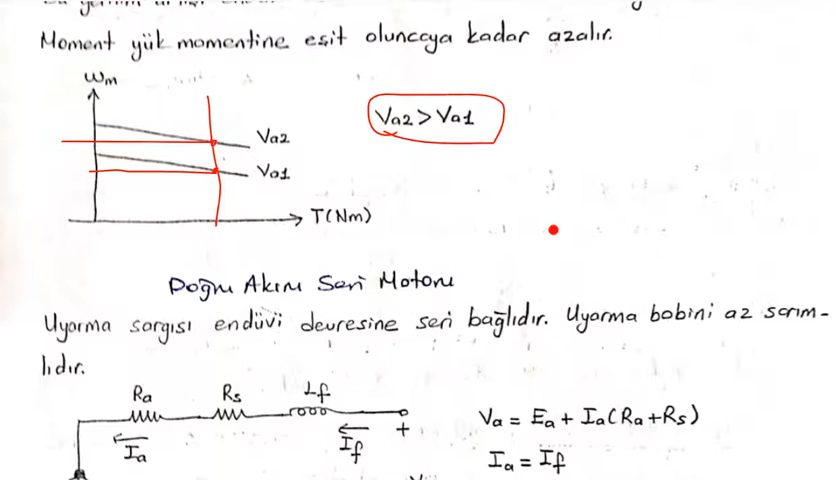 Moment yük momentine eşit oluncaya kadar azalır.
ωm
Va2 > Va1
Va2
Va1
T(Nm)
Doğru Akım Seri Motoru
Uyarma sargısı endüvi devresine seri bağlıdır. Uyarma bobini az sarım-
lıdır.
Ra Rs Lf
+
Ia If
Va = Ea + Ia(Ra+Rs)
Ia = If